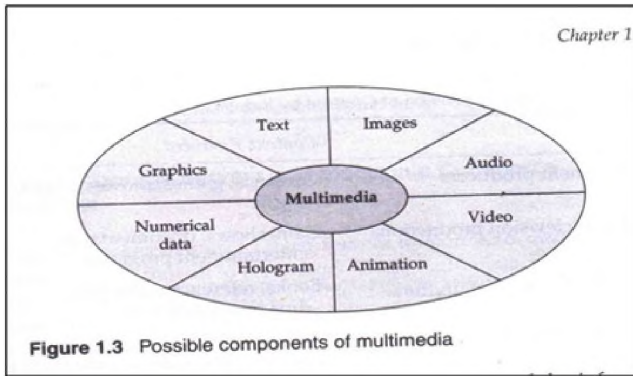 Chapter 1
Text
Images
Graphics
Audio
Multimedia
Numerical
data
Video
Hologram
Animation
Figure 1.3 Possible components of multimedia